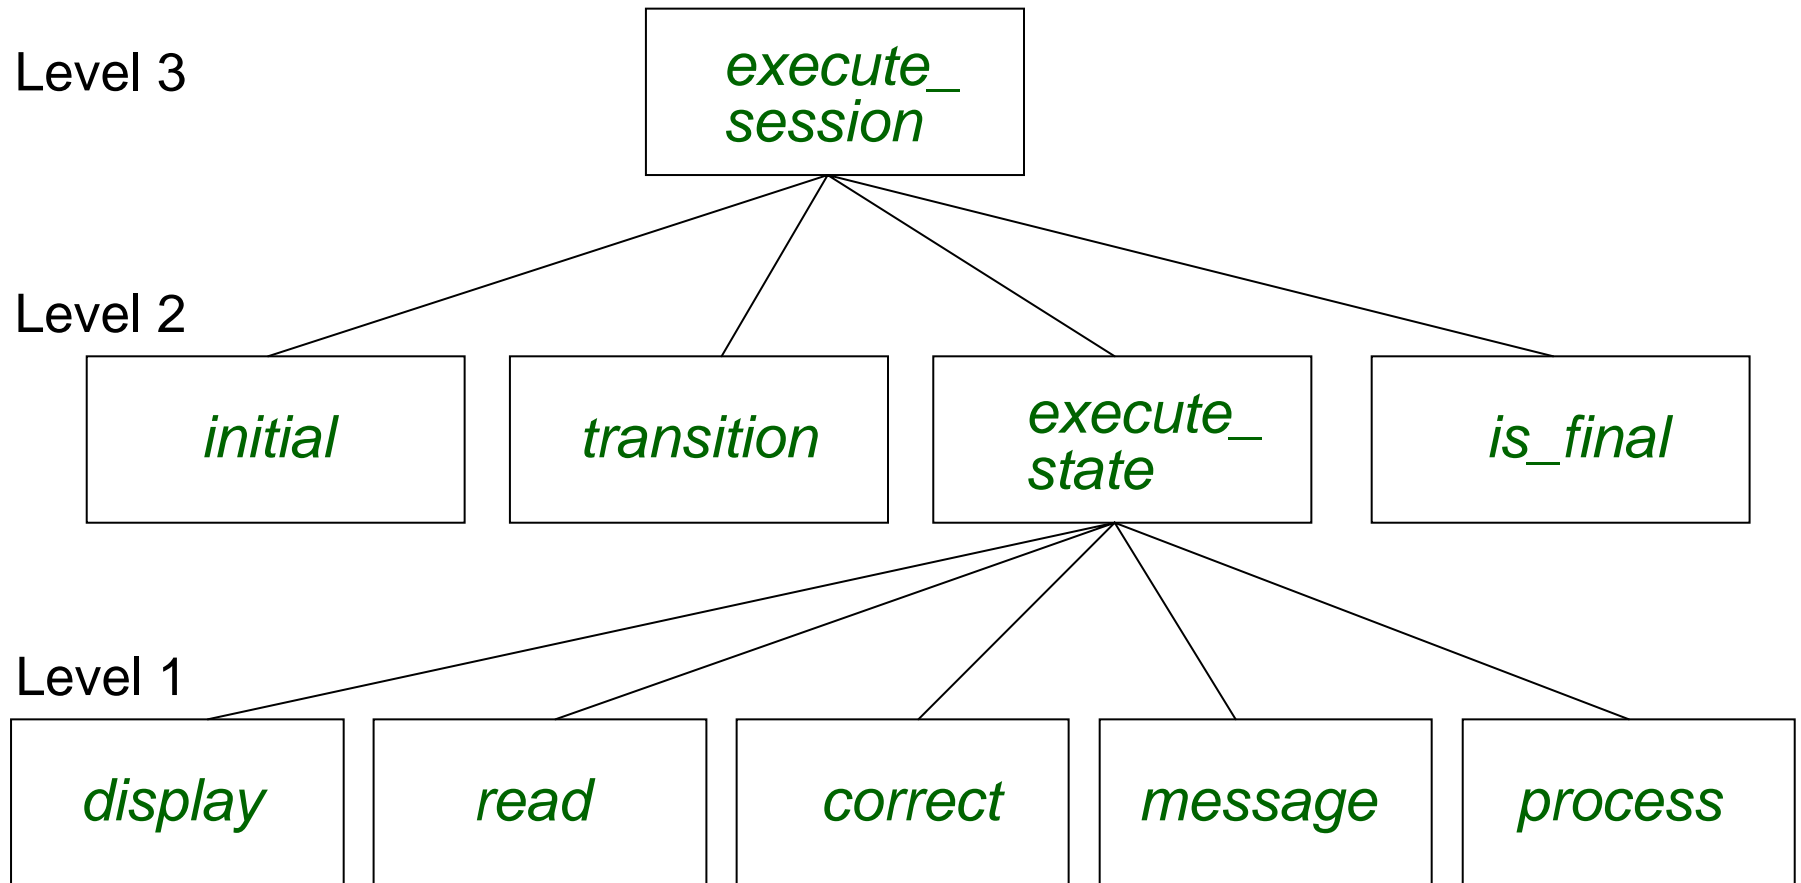 Level 3
execute_
session
Level 2
initial
transition
execute_
state
is_final
Level 1
display
read
correct
message
process